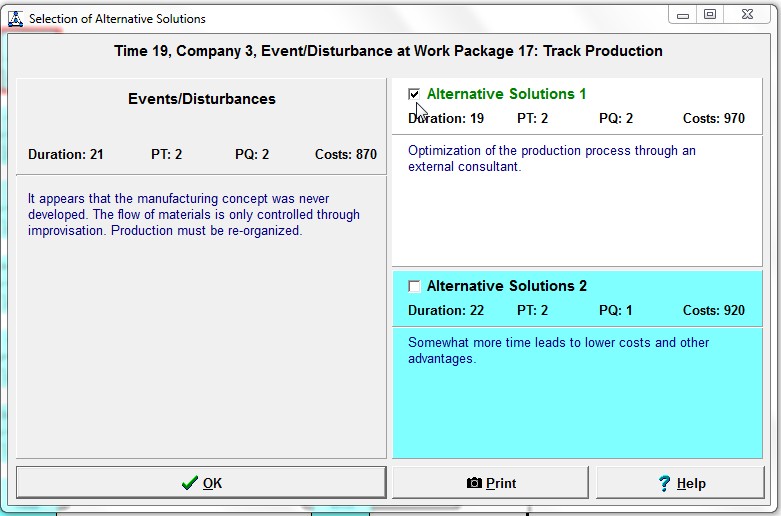 Selection of Alternative Solutions
Time 19, Company 3, Event/Disturbance at Work Package 17: Track Production
Events/Disturbances
Duration: 21 PT: 2 PQ: 2 Costs: 870
It appears that the manufacturing concept was never
developed. The flow of materials is only controlled through
improvisation. Production must be re-organized.
Alternative Solutions 1
Duration: 19 PT: 2 PQ: 2 Costs: 970
Optimization of the production process through an
external consultant.
Alternative Solutions 2
Duration: 22 PT: 2 PQ: 1 Costs: 920
Somewhat more time leads to lower costs and other
advantages.
OK
Print
Help